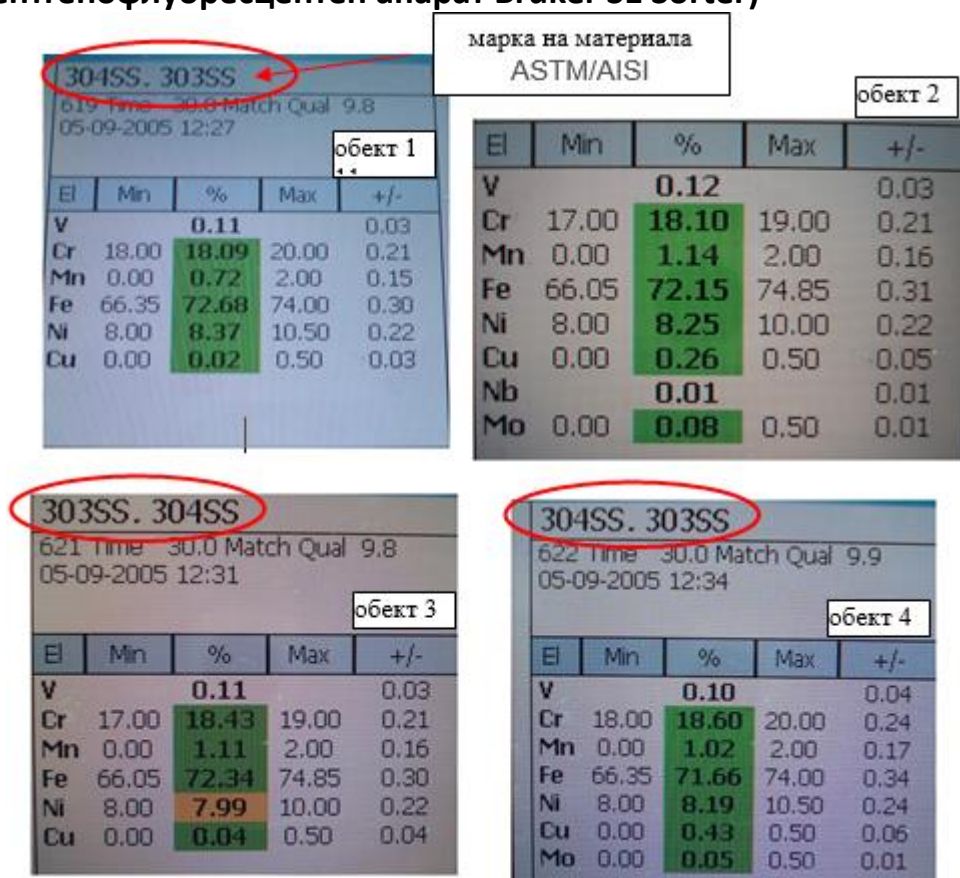 марка на материала
ASTM/AISI
304SS. 303SS
619 Time 30.0 Match Qual 9.8
05-09-2005 12:27
обект 1
El Min % Max +/-
V 0.11 0.03
Cr 18.00 18.09 20.00 0.21
Mn 0.00 0.72 2.00 0.15
Fe 66.35 72.68 74.00 0.30
Ni 8.00 8.37 10.50 0.22
Cu 0.00 0.02 0.50 0.03
обект 2
El Min % Max +/-
V 0.12 0.03
Cr 17.00 18.10 19.00 0.21
Mn 0.00 1.14 2.00 0.16
Fe 66.05 72.15 74.85 0.31
Ni 8.00 8.25 10.00 0.22
Cu 0.00 0.26 0.50 0.05
Nb 0.01 0.01
Mo 0.00 0.08 0.50 0.01
303SS. 304SS
621 Time 30.0 Match Qual 9.8
05-09-2005 12:31
обект 3
El Min % Max +/-
V 0.11 0.03
Cr 17.00 18.43 19.00 0.21
Mn 0.00 1.11 2.00 0.16
Fe 66.05 72.34 74.85 0.30
Ni 8.00 7.99 10.00 0.22
Cu 0.00 0.04 0.50 0.04
304SS. 303SS
622 Time 30.0 Match Qual 9.9
05-09-2005 12:34
обект 4
El Min % Max +/-
V 0.10 0.04
Cr 18.00 18.60 20.00 0.24
Mn 0.00 1.02 2.00 0.17
Fe 66.35 71.66 74.00 0.34
Ni 8.00 8.19 10.50 0.24
Cu 0.00 0.43 0.50 0.06
Mo 0.00 0.05 0.50 0.01